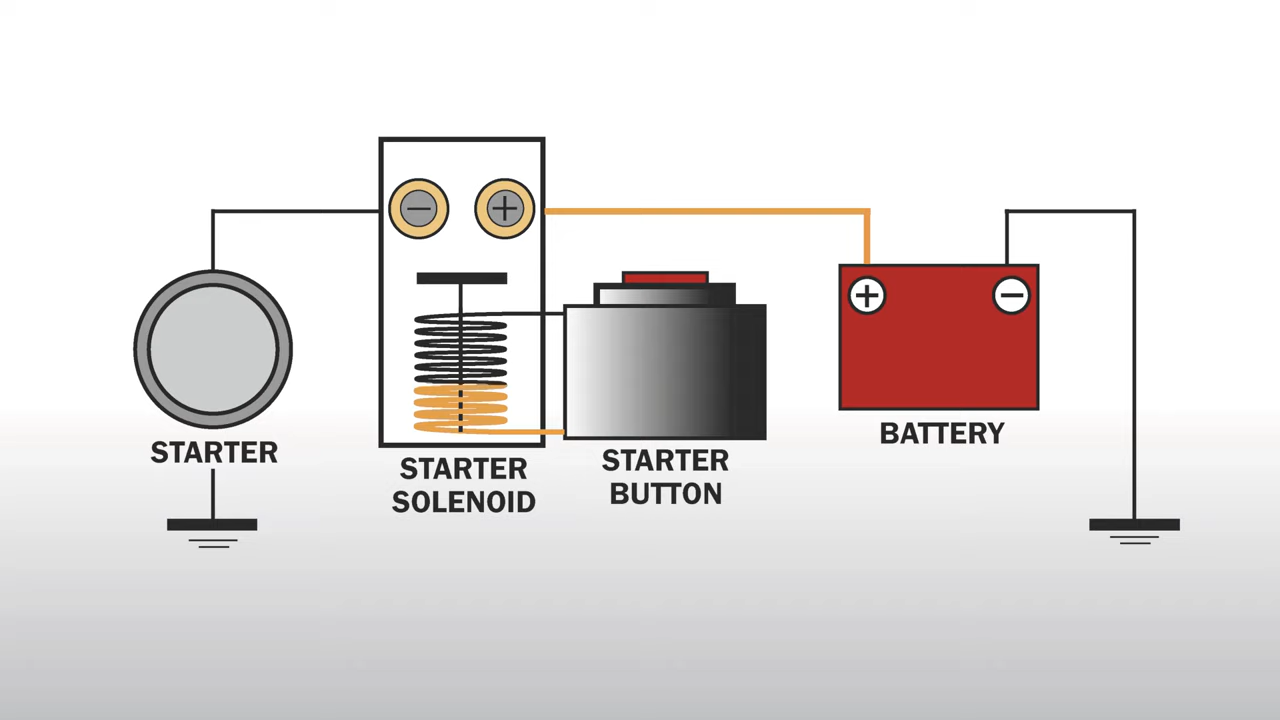 − +
+ −
STARTER
STARTER
SOLENOID
STARTER
BUTTON
BATTERY